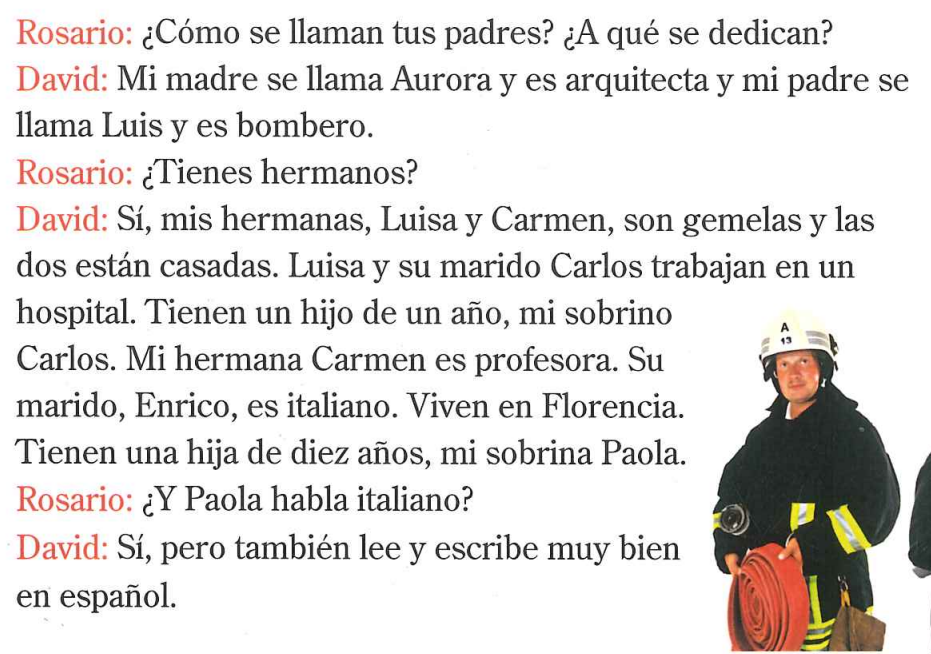 Rosario: ¿Cómo se llaman tus padres? ¿A qué se dedican?
David: Mi madre se llama Aurora y es arquitecta y mi padre se
llama Luis y es bombero.
Rosario: ¿Tienes hermanos?
David: Sí, mis hermanas, Luisa y Carmen, son gemelas y las
dos están casadas. Luisa y su marido Carlos trabajan en un
hospital. Tienen un hijo de un año, mi sobrino
Carlos. Mi hermana Carmen es profesora. Su
marido, Enrico, es italiano. Viven en Florencia.
Tienen una hija de diez años, mi sobrina Paola.
Rosario: ¿Y Paola habla italiano?
David: Sí, pero también lee y escribe muy bien
en español.
A
13